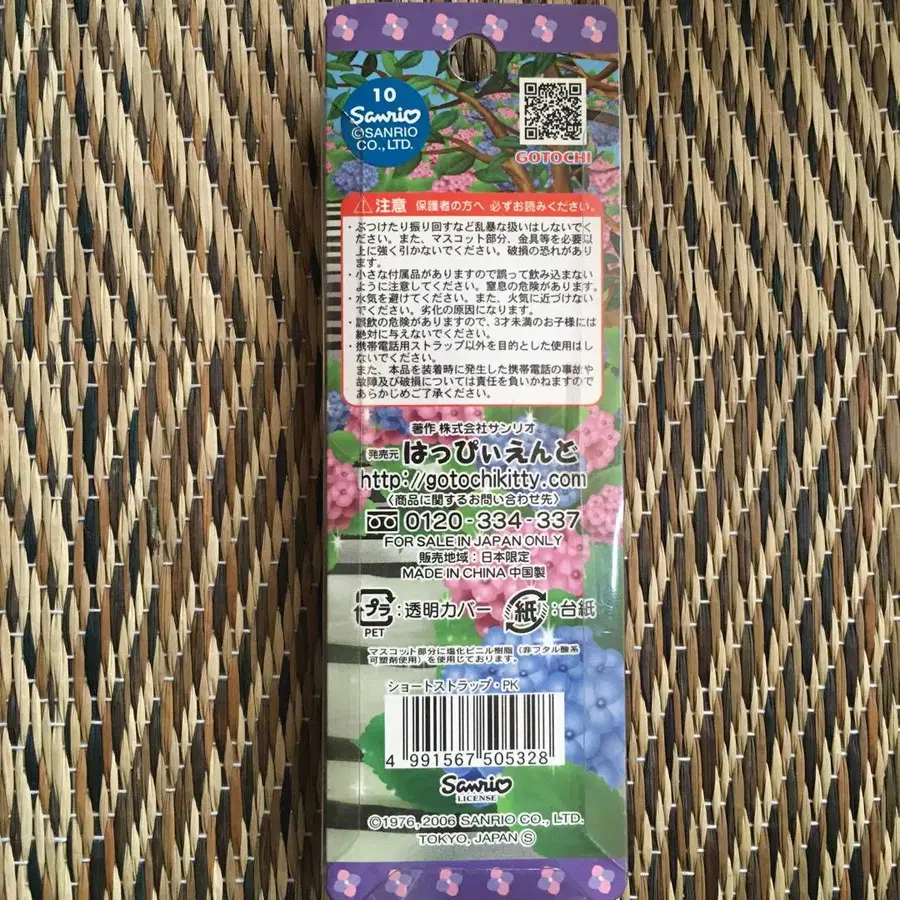 10
Sanrio
©SANRIO
CO.,LTD.
GOTOCHI
⚠注意 保護者の方へ 必ずお読みください。
・ぶつけたり振り回すなど乱暴な扱いはしないでく
ださい。また、マスコット部分、金具等を必要以
上に強く引かないでください。破損の恐れがあり
ます。
・小さな付属品がありますので誤って飲み込まない
ように注意してください。窒息の危険があります。
・水気を避けてください。また、火気に近づけない
でください。劣化の原因になります。
・誤飲の危険がありますので、3才未満のお子様には
絶対に与えないでください。
・携帯電話用ストラップ以外を目的とした使用はし
ないでください。
また、本品を装着時に発生した携帯電話の事故や
故障及び破損については責任を負いかねますので
あらかじめご了承ください。
著作 株式会社サンリオ
発売元 はっぴぃえんど
http://gotochikitty.com
〈商品に関するお問い合わせ先〉
0120-334-337
FOR SALE IN JAPAN ONLY
販売地域：日本限定
MADE IN CHINA 中国製
プラ：透明カバー 紙：台紙
PET
マスコット部分に塩化ビニル樹脂（非フタル酸系
可塑剤使用）を使用しております。
ショートストラップ・PK
4 991567 505328
Sanrio
LICENSE
©1976, 2006 SANRIO CO., LTD.
TOKYO, JAPAN Ⓢ